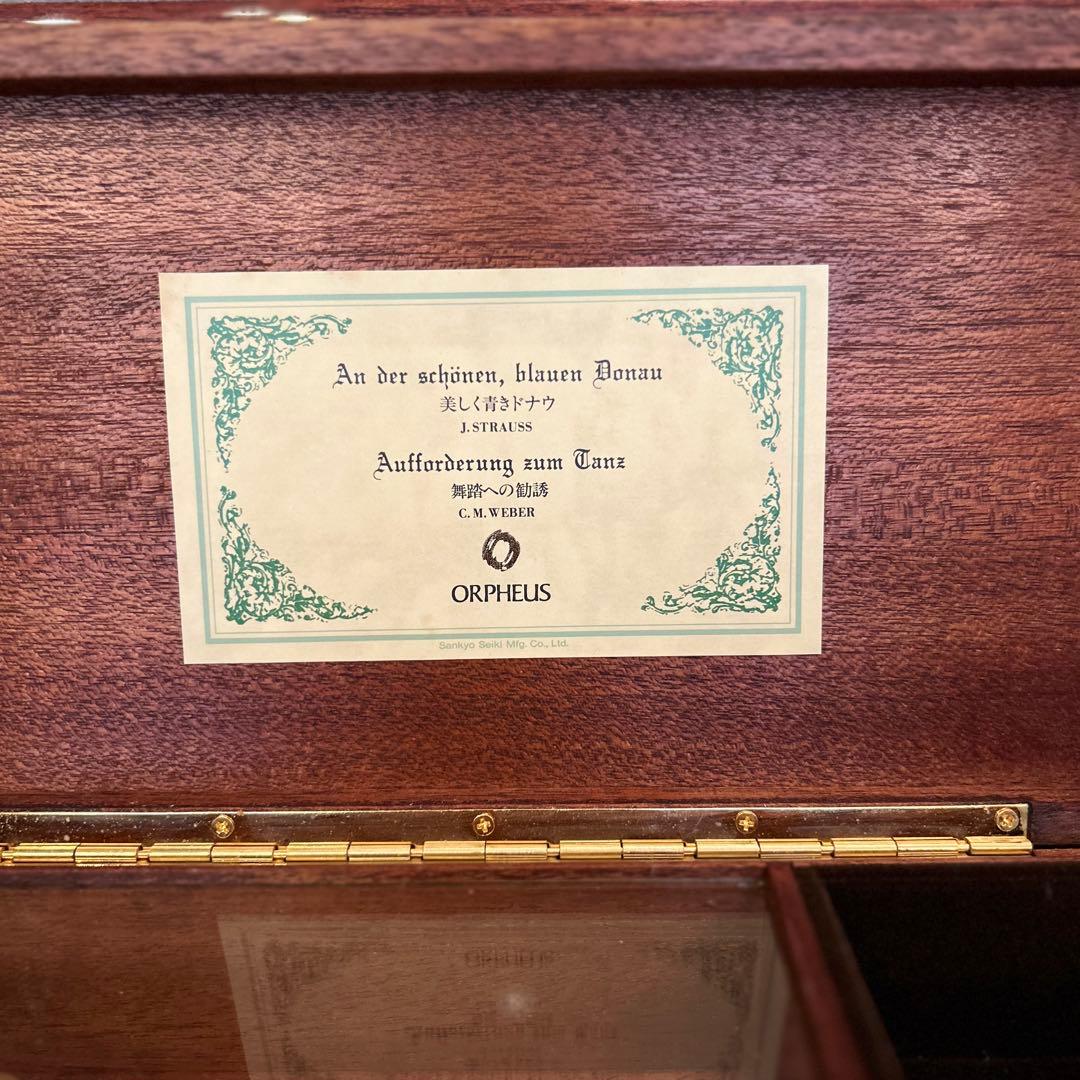 An der schönen, blauen Donau
美しく青きドナウ
J. STRAUSS
Aufforderung zum Tanz
舞踏への勧誘
C. M. WEBER
ORPHEUS
Sankyo Seiki Mfg. Co., Ltd.
ORPHEUS